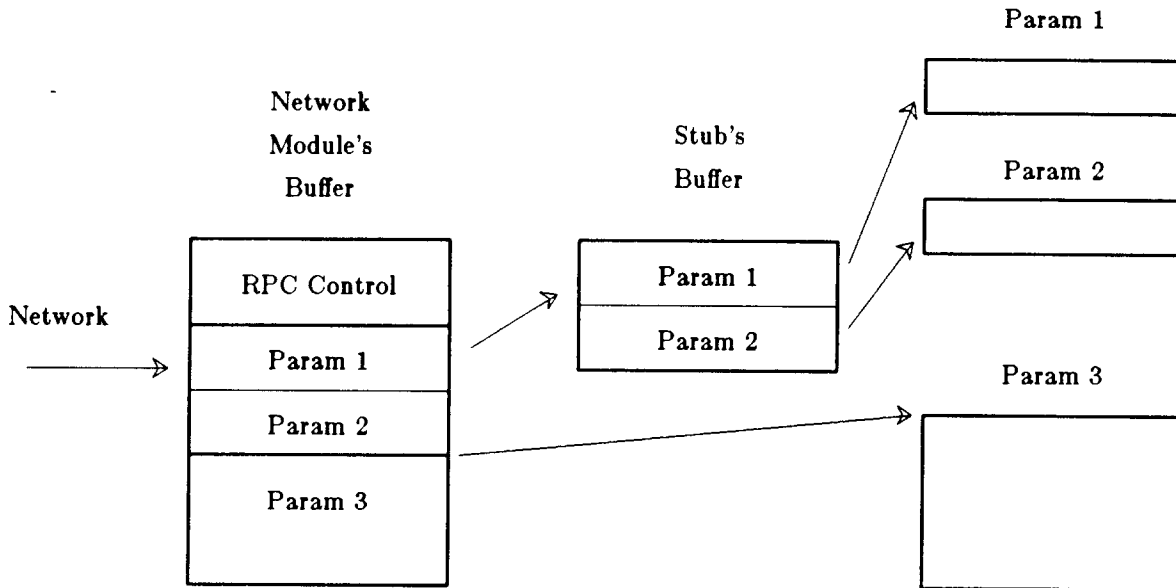 Network
Network
Module's
Buffer
RPC Control
Param 1
Param 2
Param 3
Stub's
Buffer
Param 1
Param 2
Param 1
Param 2
Param 3